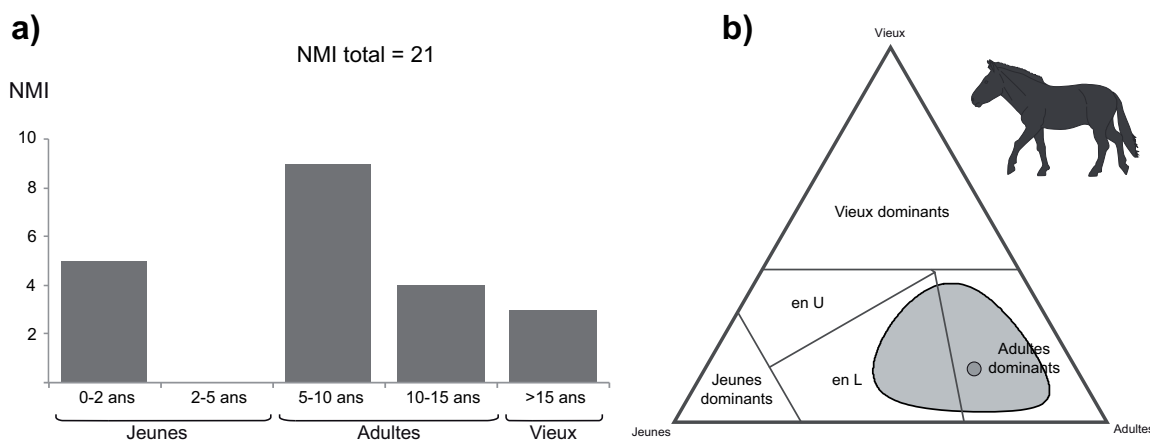 a)
NMI total = 21
NMI
10
8
6
4
2
0-2 ans 2-5 ans 5-10 ans 10-15 ans >15 ans
Jeunes Adultes Vieux
b)
Vieux
Vieux dominants
en U
Adultes
dominants
en L
Jeunes
dominants
Jeunes
Adultes